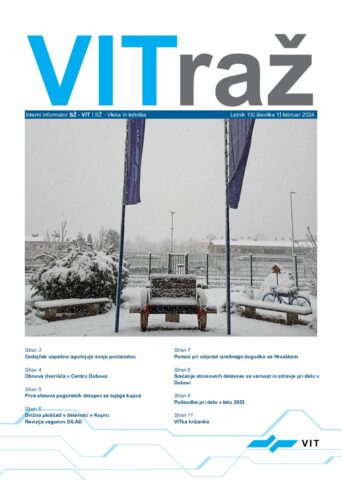 VITraž
Interni informator SŽ - VIT | SŽ - Vleka in tehnika
Letnik 13| številka 1| februar 2024
Stran 3
Cedejček uspešno izpolnjuje svoje poslanstvo
Stran 4
Obnova dvorišča v Centru Dobova
Stran 5
Prva obnova pogonskih sklopov za tujega kupca
Stran 6
Dvižna ploščad v delavnici v Kopru
Revizija vagonov SILAD
Stran 7
Pomoč pri odpravi izrednega dogodka na Hrvaškem
Stran 8
Srečanje strokovnih delavcev za varnost in zdravje pri delu v
Dobovi
Stran 9
Poškodbe pri delu v letu 2023
Stran 11
VITka križanka
VIT